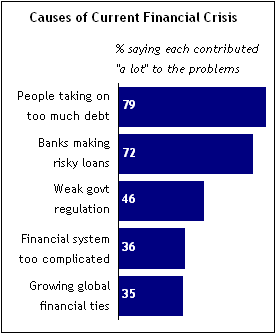 Causes of Current Financial Crisis
% saying each contributed
"a lot" to the problems
People taking on
too much debt
79
Banks making
risky loans
72
Weak govt
regulation
46
Financial system
too complicated
36
Growing global
financial ties
35